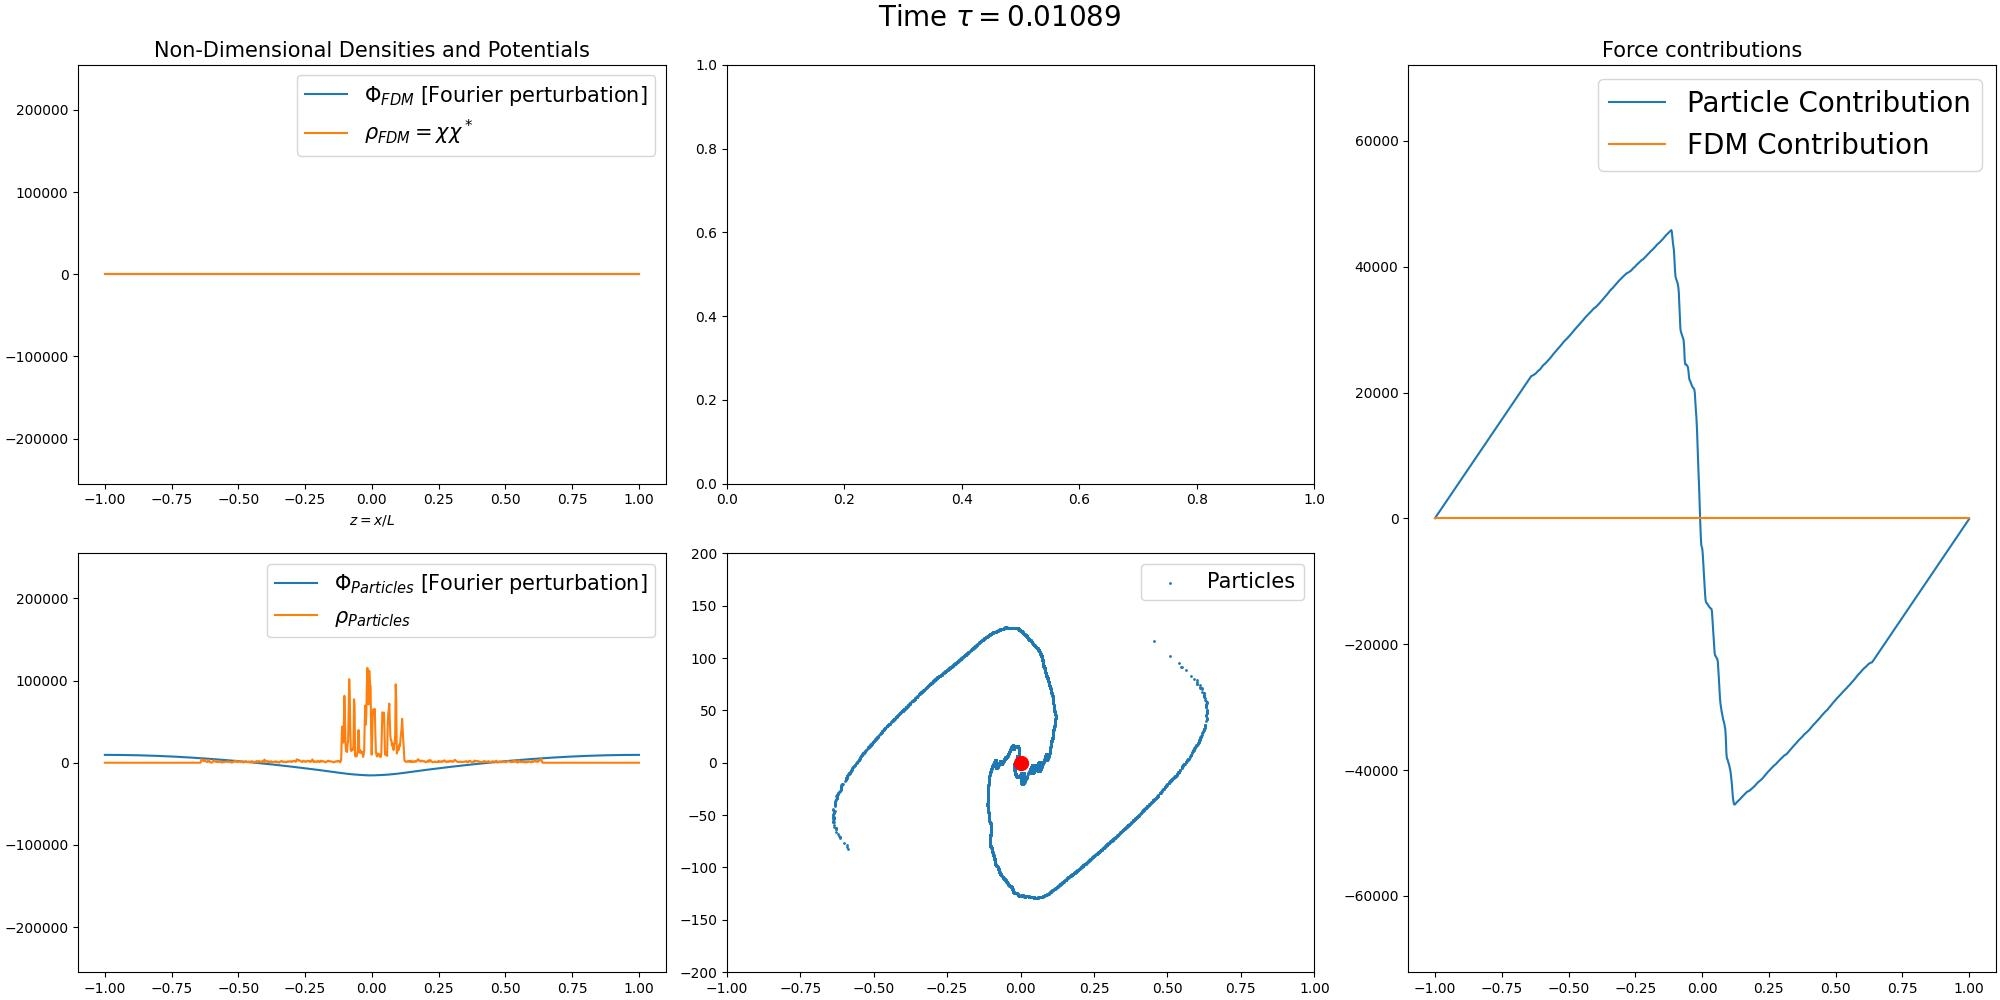 Time τ = 0.01089
Non-Dimensional Densities and Potentials
Φ_FDM [Fourier perturbation]
ρ_FDM = χχ*
200000
100000
0
−100000
−200000
−1.00 −0.75 −0.50 −0.25 0.00 0.25 0.50 0.75 1.00
z = x/L
1.0
0.8
0.6
0.4
0.2
0.0
0.0 0.2 0.4 0.6 0.8 1.0
Force contributions
Particle Contribution
FDM Contribution
60000
40000
20000
0
−20000
−40000
−60000
−1.00 −0.75 −0.50 −0.25 0.00 0.25 0.50 0.75 1.00
Φ_Particles [Fourier perturbation]
ρ_Particles
200000
100000
0
−100000
−200000
−1.00 −0.75 −0.50 −0.25 0.00 0.25 0.50 0.75 1.00
Particles
200
150
100
50
0
−50
−100
−150
−200
−1.00 −0.75 −0.50 −0.25 0.00 0.25 0.50 0.75 1.00